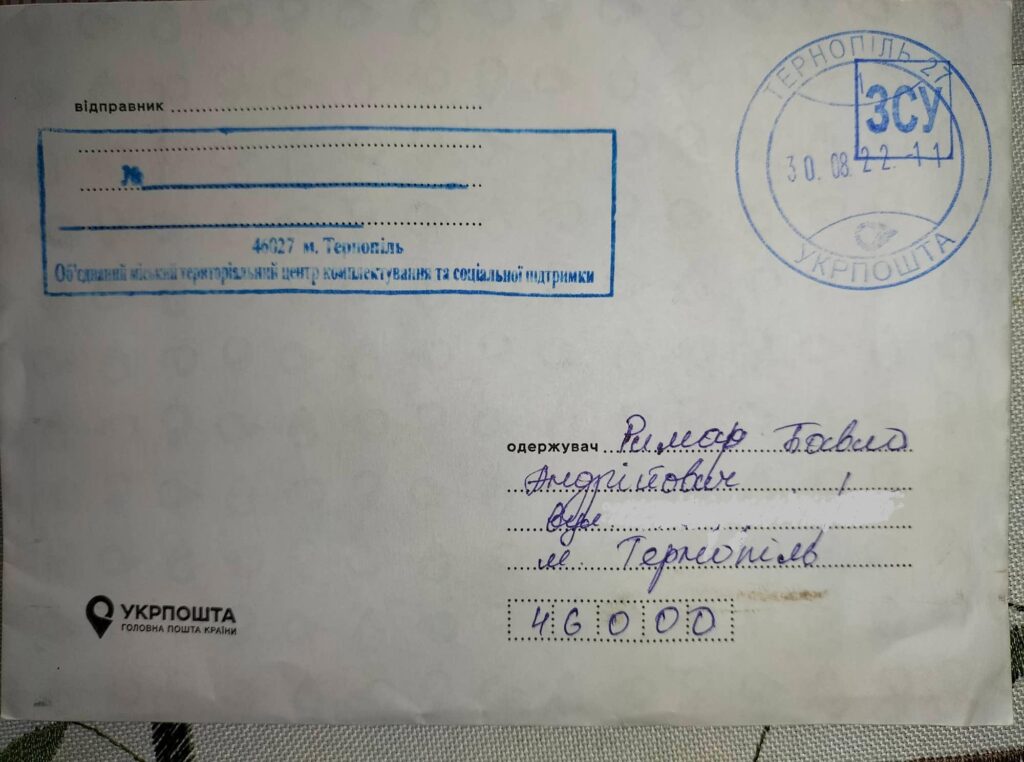 відправник
№
46027 м. Тернопіль
Об'єднаний міський територіальний центр комплектування та соціальної підтримки
ТЕРНОПІЛЬ 27
ЗСУ
30. 08. 22. -11
УКРПОШТА
одержувач Римар Павло
Андрійович
вул
м. Тернопіль
46000
УКРПОШТА
ГОЛОВНА ПОШТА КРАЇНИ